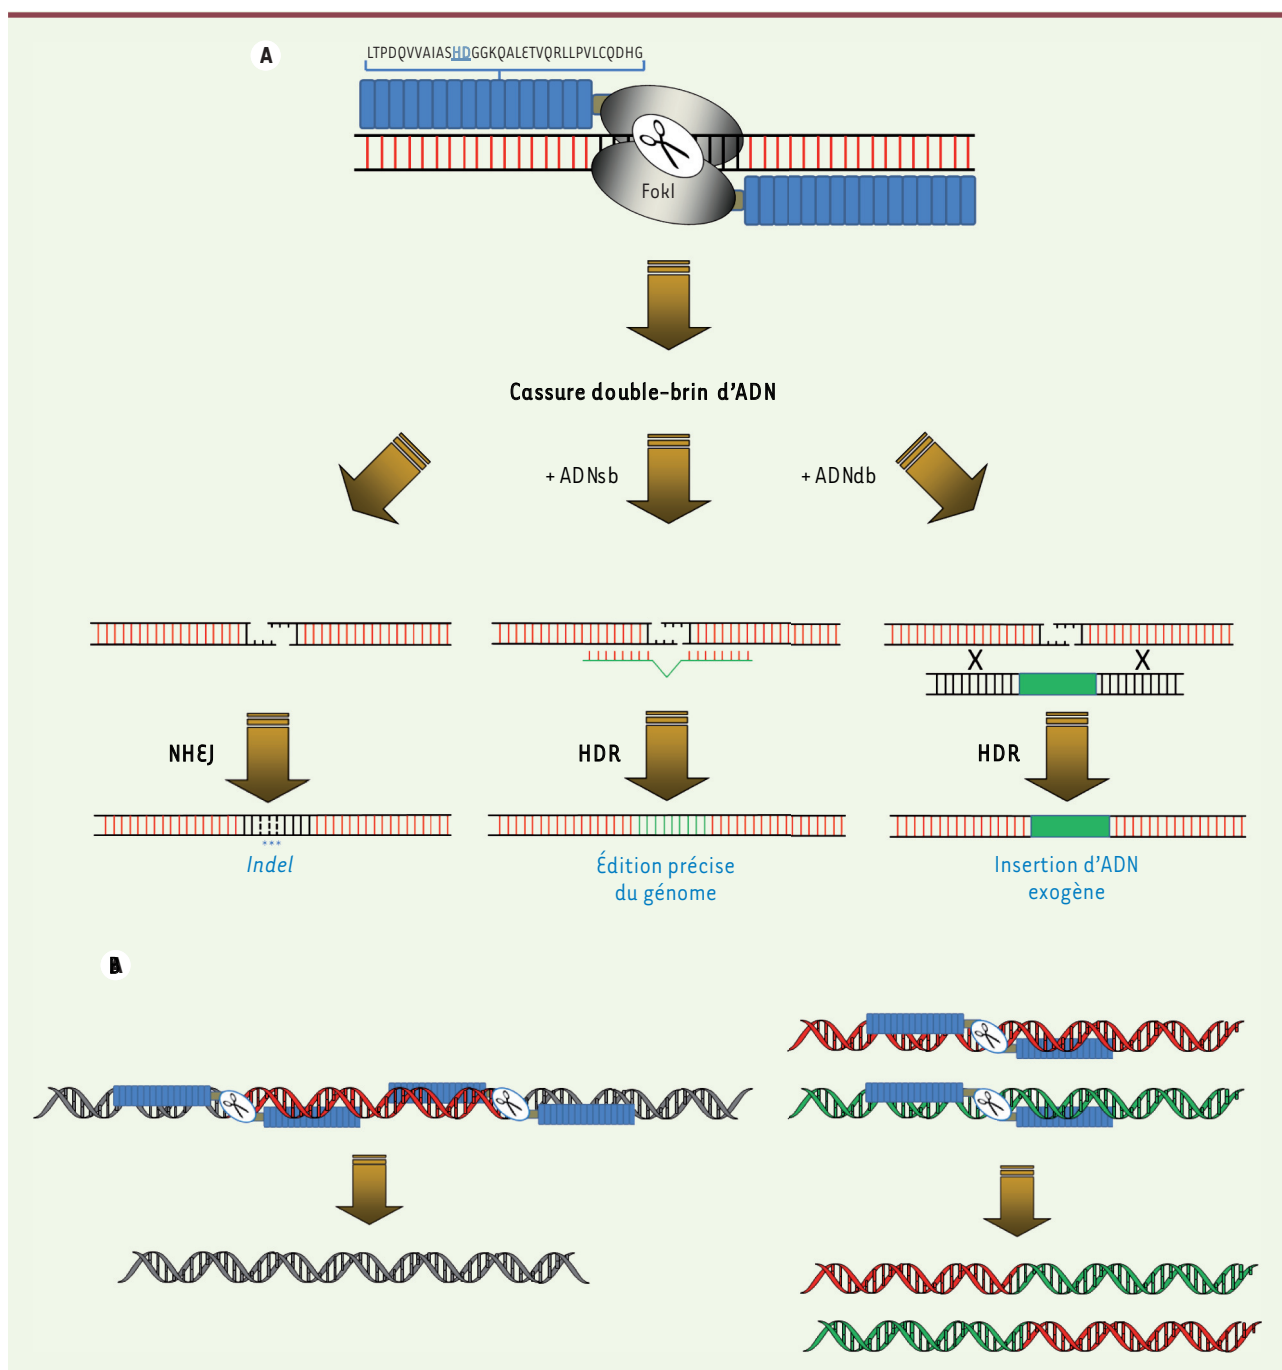 A
LTPDQVVAIASHDGGKQALETVQRLLPVLCQDHG
FokI
Cassure double-brin d’ADN
+ ADNsb
+ ADNdb
X X
NHEJ
HDR
HDR
***
Indel
Édition précise
du génome
Insertion d’ADN
exogène